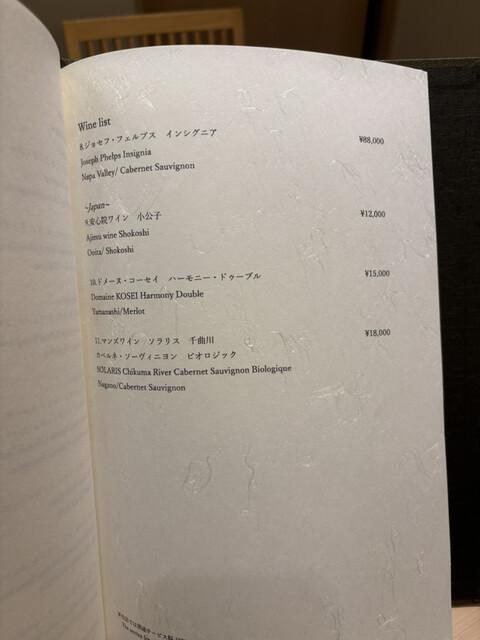 Wine list
8.ジョセフ・フェルプス　インシグニア　¥88,000
Joseph Phelps Insignia
Napa Valley/ Cabernet Sauvignon
~Japan~
9.安心院ワイン　小公子　¥12,000
Ajimu wine Shokoshi
Ooita/ Shokoshi
10.ドメーヌ・コーセイ　ハーモニー・ドゥーブル　¥15,000
Domaine KOSEI Harmony Double
Yamanashi/Merlot
11.マンズワイン　ソラリス　千曲川　¥18,000
カベルネ・ソーヴィニヨン　ビオロジック
SOLARIS Chikuma River Cabernet Sauvignon Biologique
Nagano/Cabernet Sauvignon